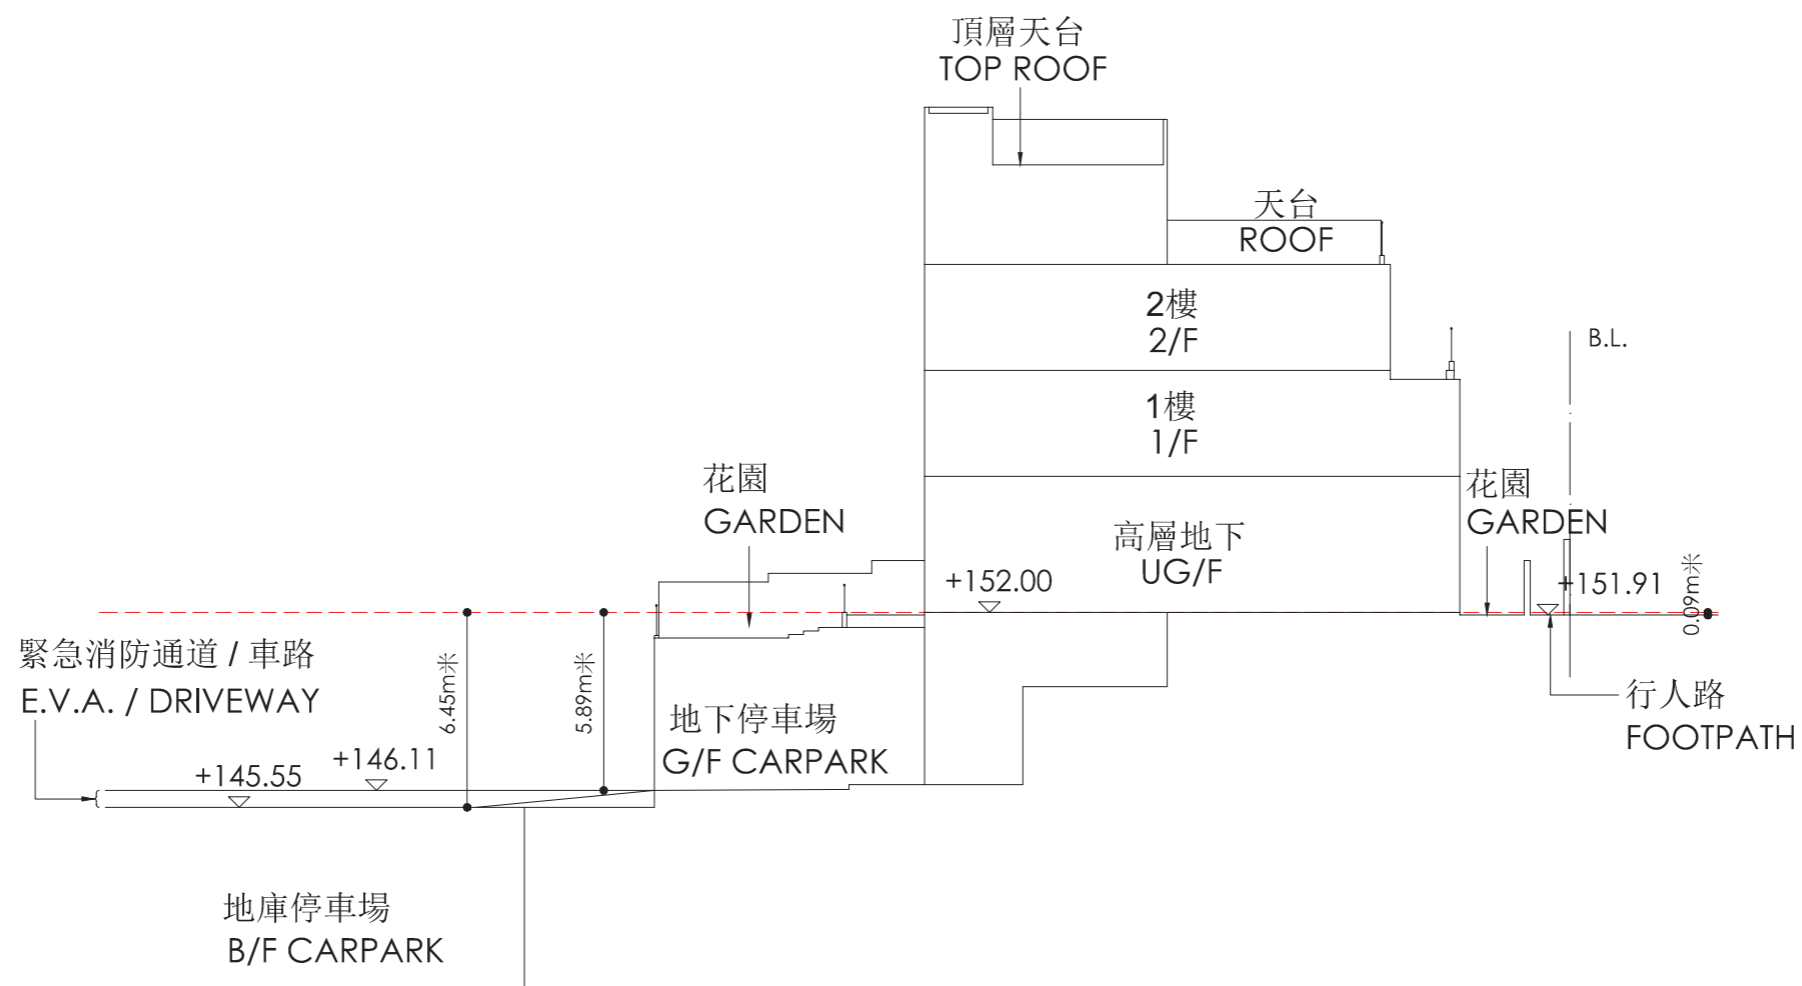 頂層天台
TOP ROOF
天台
ROOF
2樓
2/F
B.L.
1樓
1/F
花園
GARDEN
花園
GARDEN
高層地下
UG/F
+152.00
+151.91
0.09m米
緊急消防通道 / 車路
E.V.A. / DRIVEWAY
6.45m米
5.89m米
地下停車場
G/F CARPARK
行人路
FOOTPATH
+145.55
+146.11
地庫停車場
B/F CARPARK